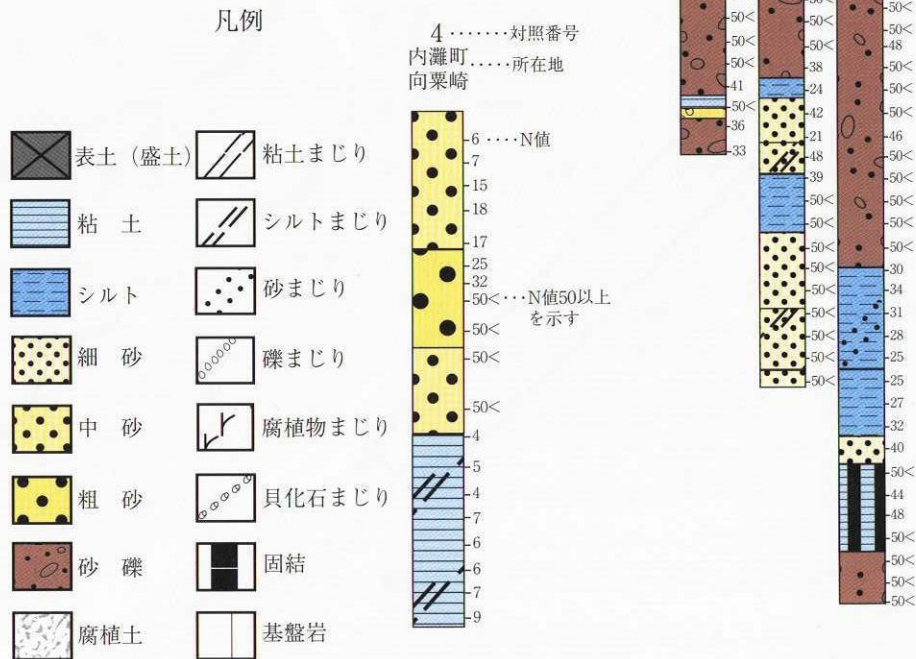 凡例
表土（盛土）
粘土まじり
粘 土
シルトまじり
シルト
砂まじり
細 砂
礫まじり
中 砂
腐植物まじり
粗 砂
貝化石まじり
砂 礫
固結
腐植土
基盤岩
4 ‥‥‥‥対照番号
内灘町
向粟崎 ‥‥‥所在地
6 ‥‥‥N値
7
15
18
17
25
32
50< ‥‥N値50以上
を示す
50<
50<
50<
4
5
4
7
6
6
7
9
50<
50<
50<
41
50<
36
33
50<
50<
50<
38
24
42
21
48
39
50<
50<
50<
50<
50<
50<
50<
50<
50<
48
50<
50<
46
50<
50<
50<
50<
30
34
31
28
25
25
27
32
40
50<
44
48
50<
50<
50<